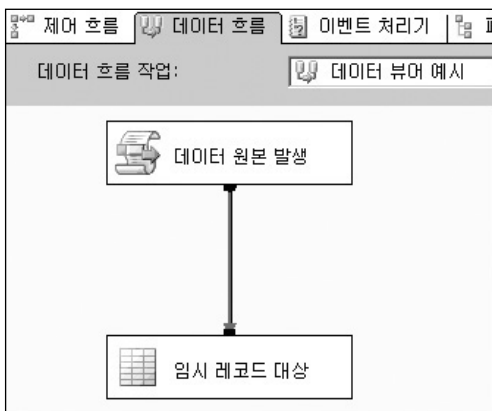 제어 흐름 데이터 흐름 이벤트 처리기
데이터 흐름 작업: 데이터 뷰어 예시
데이터 원본 발생
임시 레코드 대상